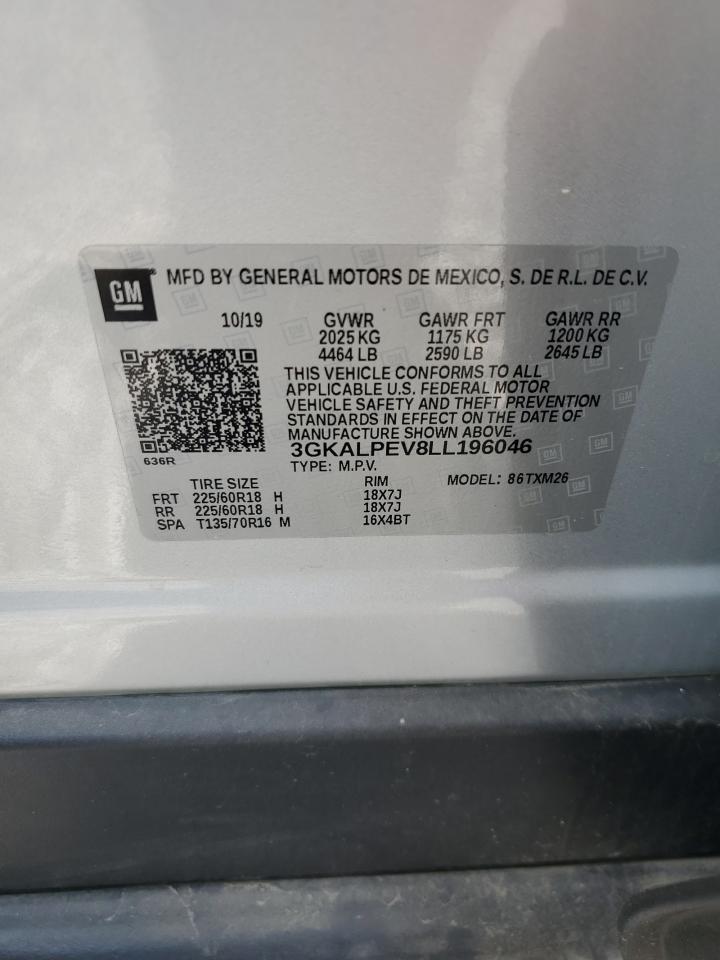 GM MFD BY GENERAL MOTORS DE MEXICO, S. DE R.L. DE C.V.
10/19 GVWR GAWR FRT GAWR RR
2025 KG 1175 KG 1200 KG
4464 LB 2590 LB 2645 LB
THIS VEHICLE CONFORMS TO ALL
APPLICABLE U.S. FEDERAL MOTOR
VEHICLE SAFETY AND THEFT PREVENTION
STANDARDS IN EFFECT ON THE DATE OF
MANUFACTURE SHOWN ABOVE.
3GKALPEV8LL196046
636R
TYPE: M.P.V.
TIRE SIZE RIM MODEL: 86TXM26
FRT 225/60R18 H 18X7J
RR 225/60R18 H 18X7J
SPA T135/70R16 M 16X4BT